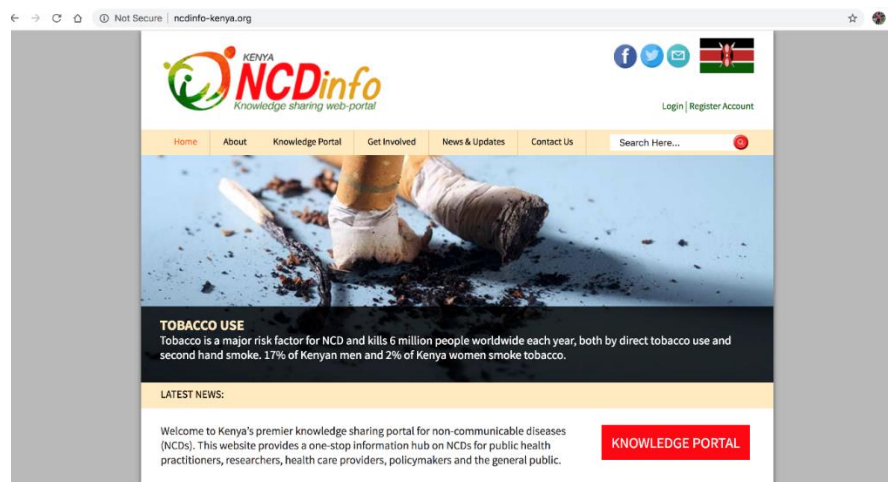 Not Secure | ncdinfo-kenya.org
KENYA
NCDinfo
Knowledge sharing web-portal
Login | Register Account
Home About Knowledge Portal Get Involved News & Updates Contact Us Search Here...
TOBACCO USE
Tobacco is a major risk factor for NCD and kills 6 million people worldwide each year, both by direct tobacco use and
second hand smoke. 17% of Kenyan men and 2% of Kenya women smoke tobacco.
LATEST NEWS:
Welcome to Kenya's premier knowledge sharing portal for non-communicable diseases
(NCDs). This website provides a one-stop information hub on NCDs for public health
practitioners, researchers, health care providers, policymakers and the general public.
KNOWLEDGE PORTAL